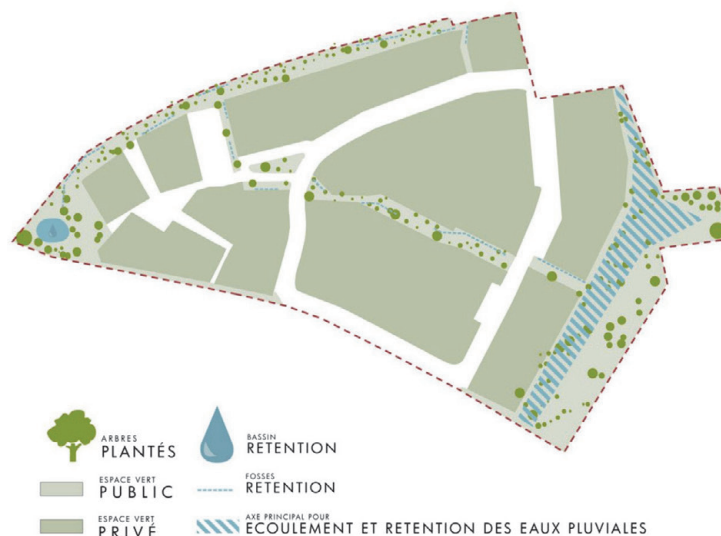 ARBRES
PLANTÉS
BASSIN
RETENTION
ESPACE VERT
PUBLIC
FOSSES
RETENTION
ESPACE VERT
PRIVÉ
AXE PRINCIPAL POUR
ECOULEMENT ET RETENTION DES EAUX PLUVIALES